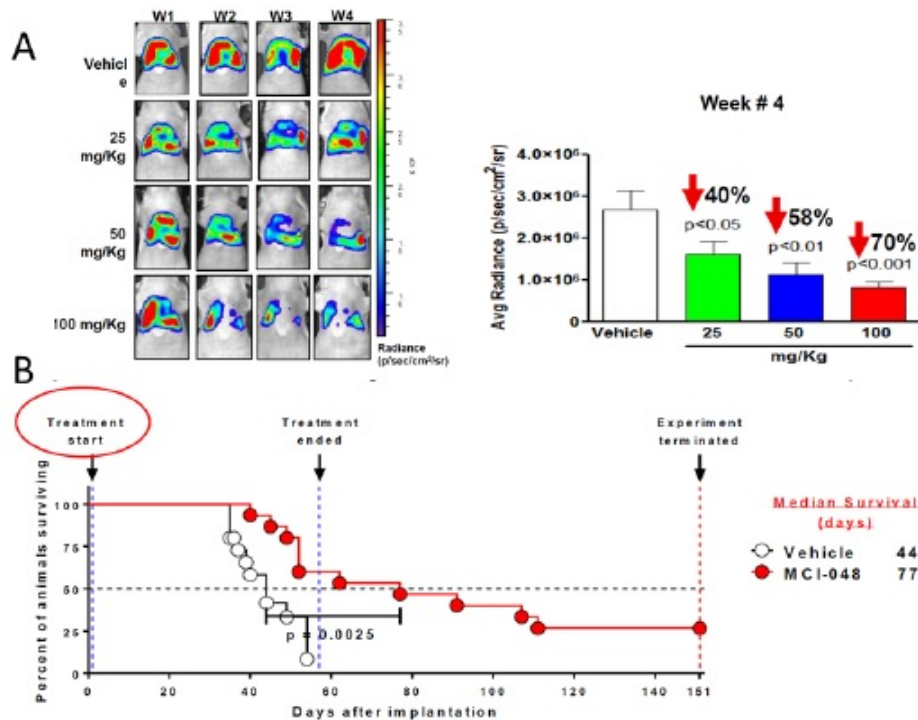 A
W1 W2 W3 W4
Vehicl
e
25
mg/Kg
50
mg/Kg
100 mg/Kg
Radiance
(p/sec/cm²/sr)
Week # 4
Avg Radiance (p/sec/cm²/sr)
4.0×10⁶
3.0×10⁶
2.0×10⁶
1.0×10⁶
0
40%
p<0.05
58%
p<0.01
70%
p<0.001
Vehicle 25 50 100
mg/Kg
B
Treatment
start
Treatment
ended
Experiment
terminated
Percent of animals surviving
100
75
50
25
0
p = 0.0025
0 20 40 60 80 100 120 140 151
Days after implantation
Median Survival
(days)
Vehicle 44
MCI-048 77